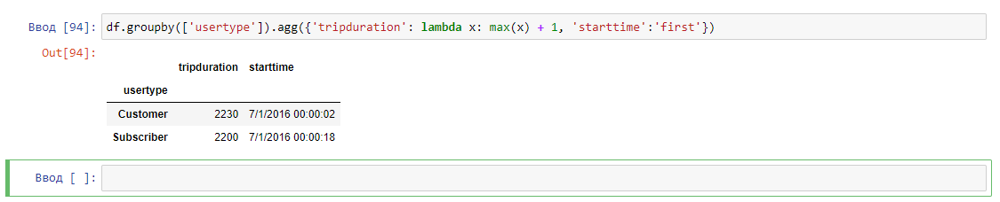 Ввод [94]: df.groupby(['usertype']).agg({'tripduration': lambda x: max(x) + 1, 'starttime':'first'})
Out[94]:
tripduration starttime
usertype
Customer 2230 7/1/2016 00:00:02
Subscriber 2200 7/1/2016 00:00:18
Ввод [ ]: